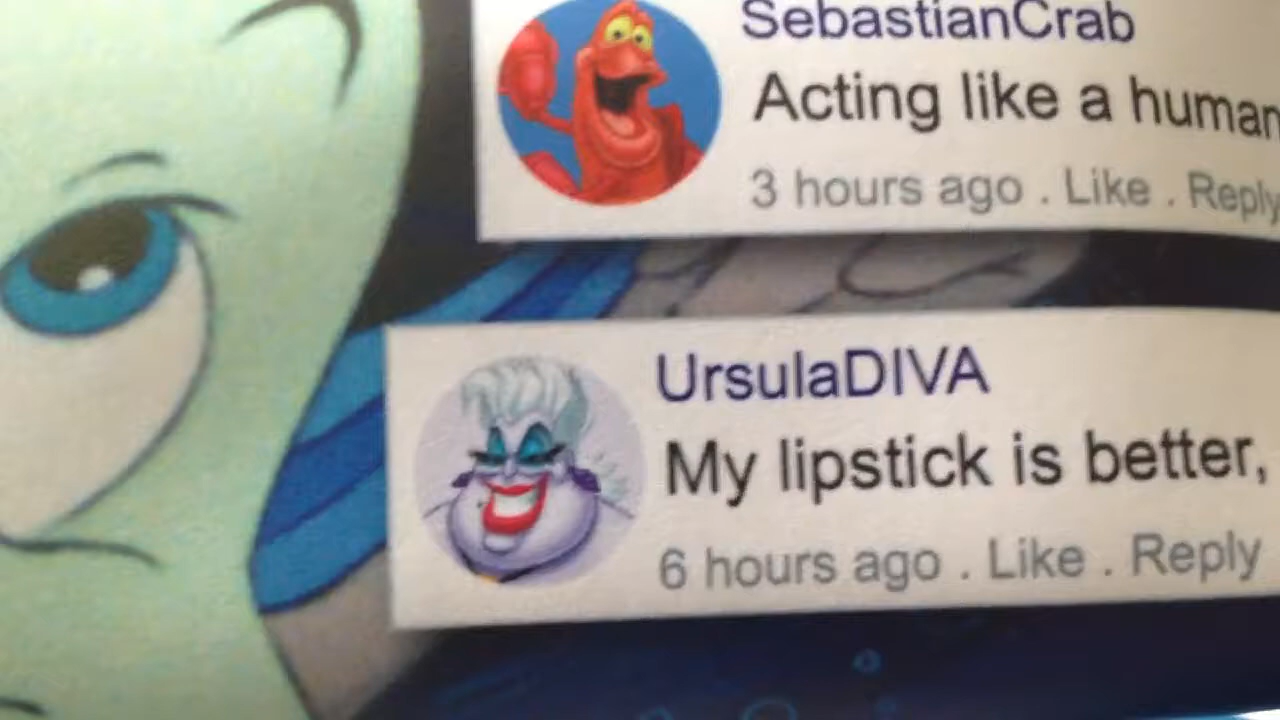 SebastianCrab
Acting like a human
3 hours ago . Like . Reply
UrsulaDIVA
My lipstick is better,
6 hours ago . Like . Reply